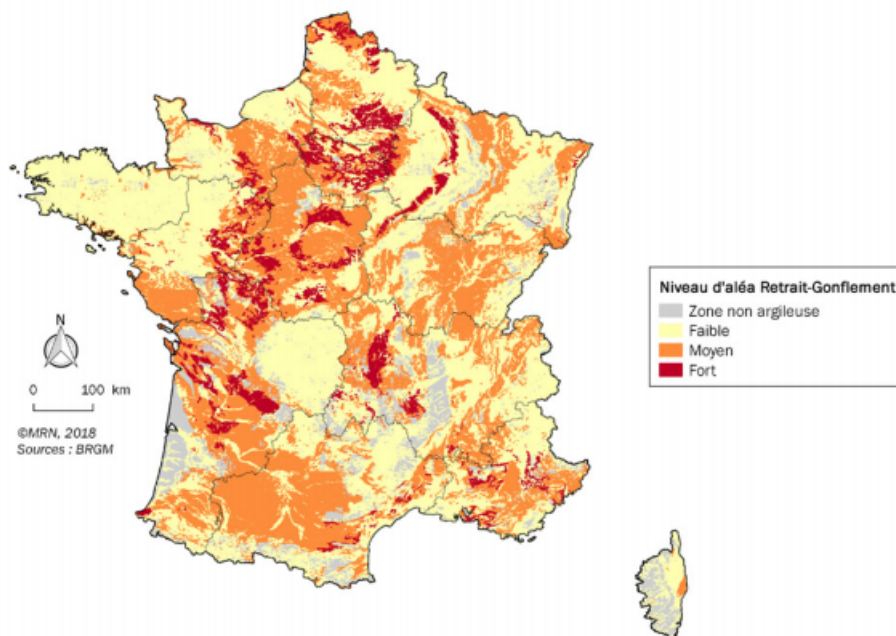 Niveau d'aléa Retrait-Gonflement
Zone non argileuse
Faible
Moyen
Fort
N
0 100 km
©MRN, 2018
Sources : BRGM